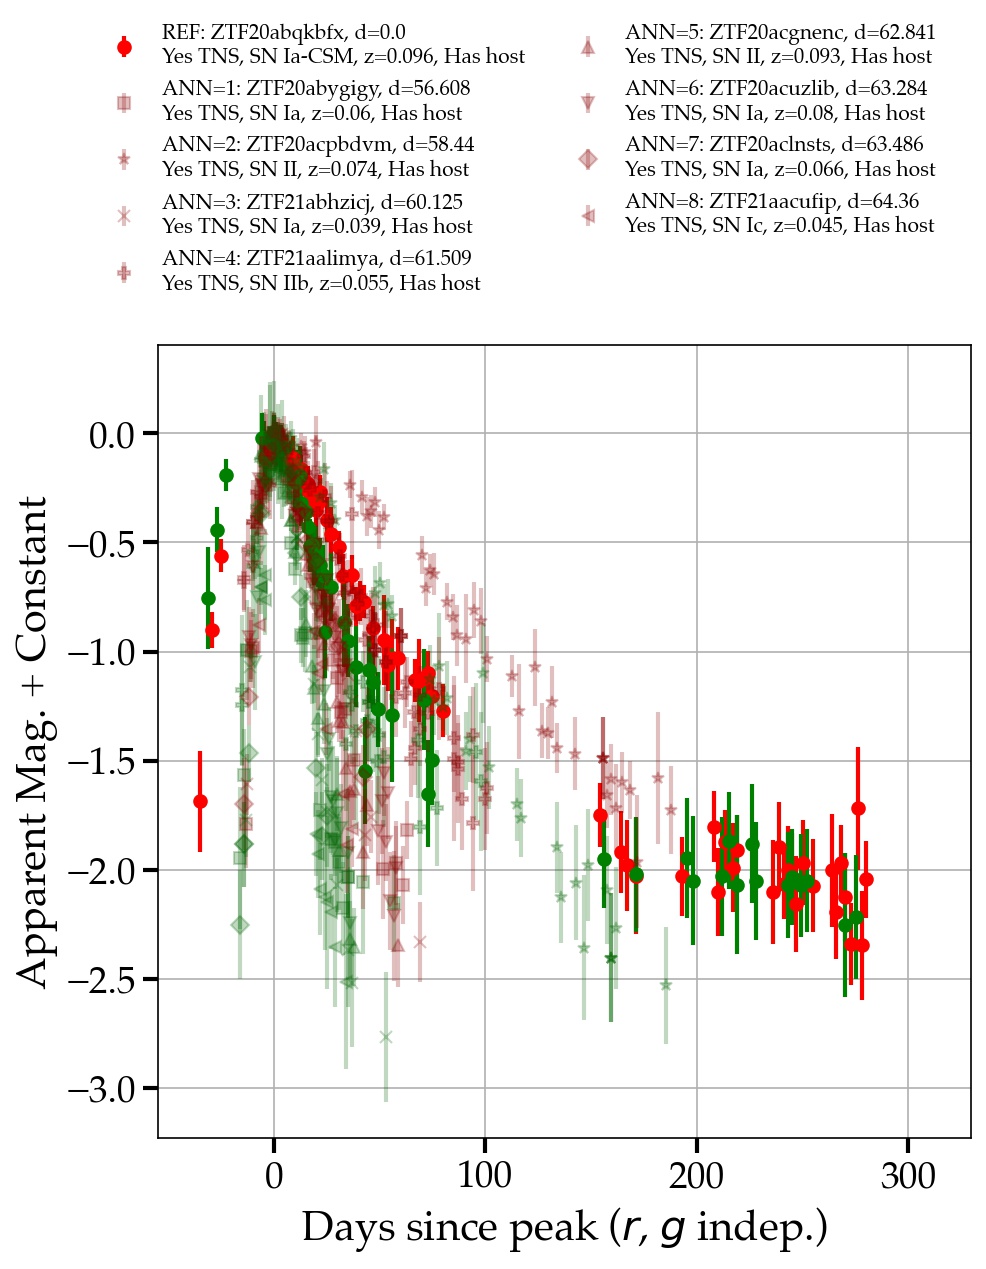 REF: ZTF20abqkbfx, d=0.0
Yes TNS, SN Ia-CSM, z=0.096, Has host
ANN=1: ZTF20abygigy, d=56.608
Yes TNS, SN Ia, z=0.06, Has host
ANN=2: ZTF20acpbdvm, d=58.44
Yes TNS, SN II, z=0.074, Has host
ANN=3: ZTF21abhzicj, d=60.125
Yes TNS, SN Ia, z=0.039, Has host
ANN=4: ZTF21aalimya, d=61.509
Yes TNS, SN IIb, z=0.055, Has host
ANN=5: ZTF20acgnenc, d=62.841
Yes TNS, SN II, z=0.093, Has host
ANN=6: ZTF20acuzlib, d=63.284
Yes TNS, SN Ia, z=0.08, Has host
ANN=7: ZTF20aclnsts, d=63.486
Yes TNS, SN Ia, z=0.066, Has host
ANN=8: ZTF21aacufip, d=64.36
Yes TNS, SN Ic, z=0.045, Has host
Apparent Mag. + Constant
0.0
−0.5
−1.0
−1.5
−2.0
−2.5
−3.0
0 100 200 300
Days since peak (r, g indep.)